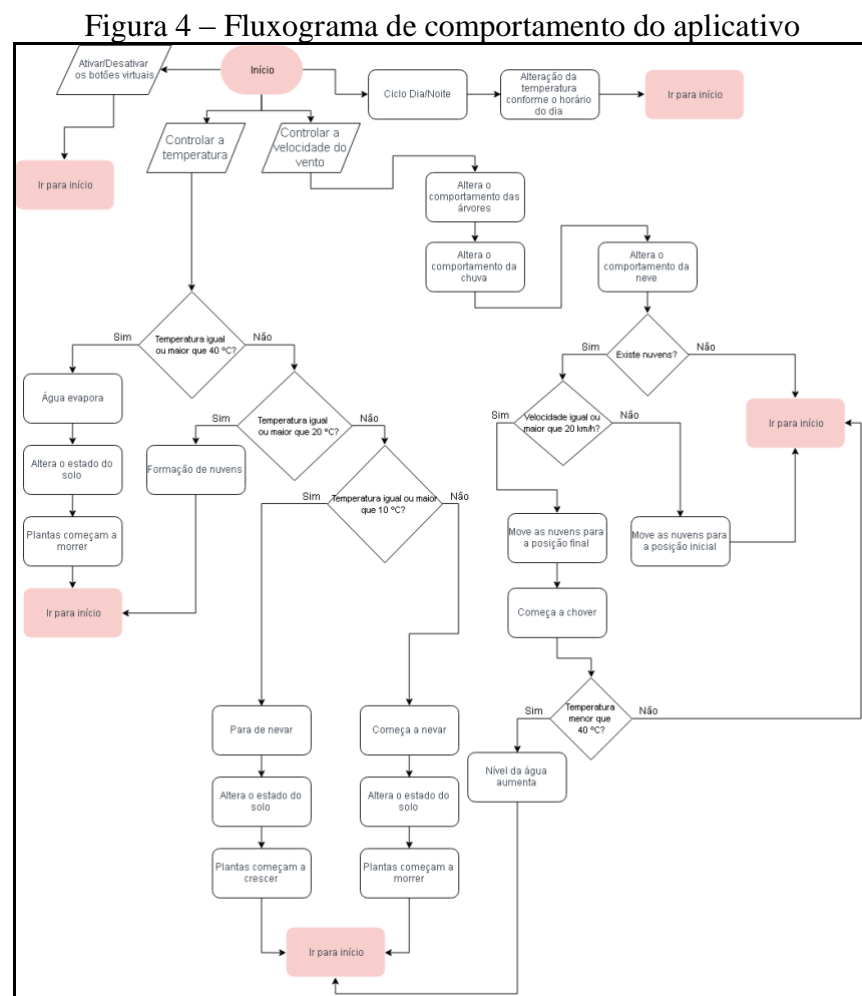 Figura 4 – Fluxograma de comportamento do aplicativo
Ativar/Desativar
os botões virtuais
Início
Ciclo Dia/Noite
Alteração da
temperatura
conforme o horário
do dia
Ir para início
Controlar a
temperatura
Controlar a
velocidade do
vento
Ir para início
Altera o
comportamento das
árvores
Altera o
comportamento da
chuva
Altera o
comportamento da
neve
Sim
Temperatura igual
ou maior que 40 ºC?
Não
Sim
Existe nuvens?
Não
Água evapora
Sim
Temperatura igual
ou maior que 20 ºC?
Não
Sim
Velocidade igual ou
maior que 20 km/h?
Não
Ir para início
Altera o estado do
solo
Formação de nuvens
Sim
Temperatura igual ou maior
que 10 ºC?
Não
Plantas começam a
morrer
Move as nuvens para
a posição final
Move as nuvens para
a posição inicial
Ir para início
Começa a chover
Para de nevar
Começa a nevar
Sim
Temperatura
menor que
40 ºC?
Não
Nível da água
aumenta
Altera o estado do
solo
Altera o estado do
solo
Plantas começam a
crescer
Plantas começam a
morrer
Ir para início